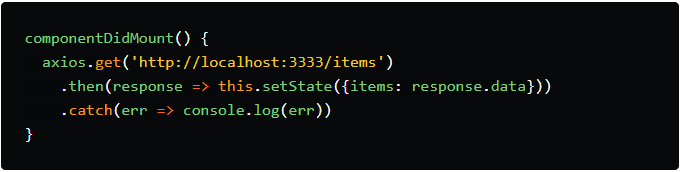 componentDidMount() {
  axios.get('http://localhost:3333/items')
    .then(response => this.setState({items: response.data}))
    .catch(err => console.log(err))
}